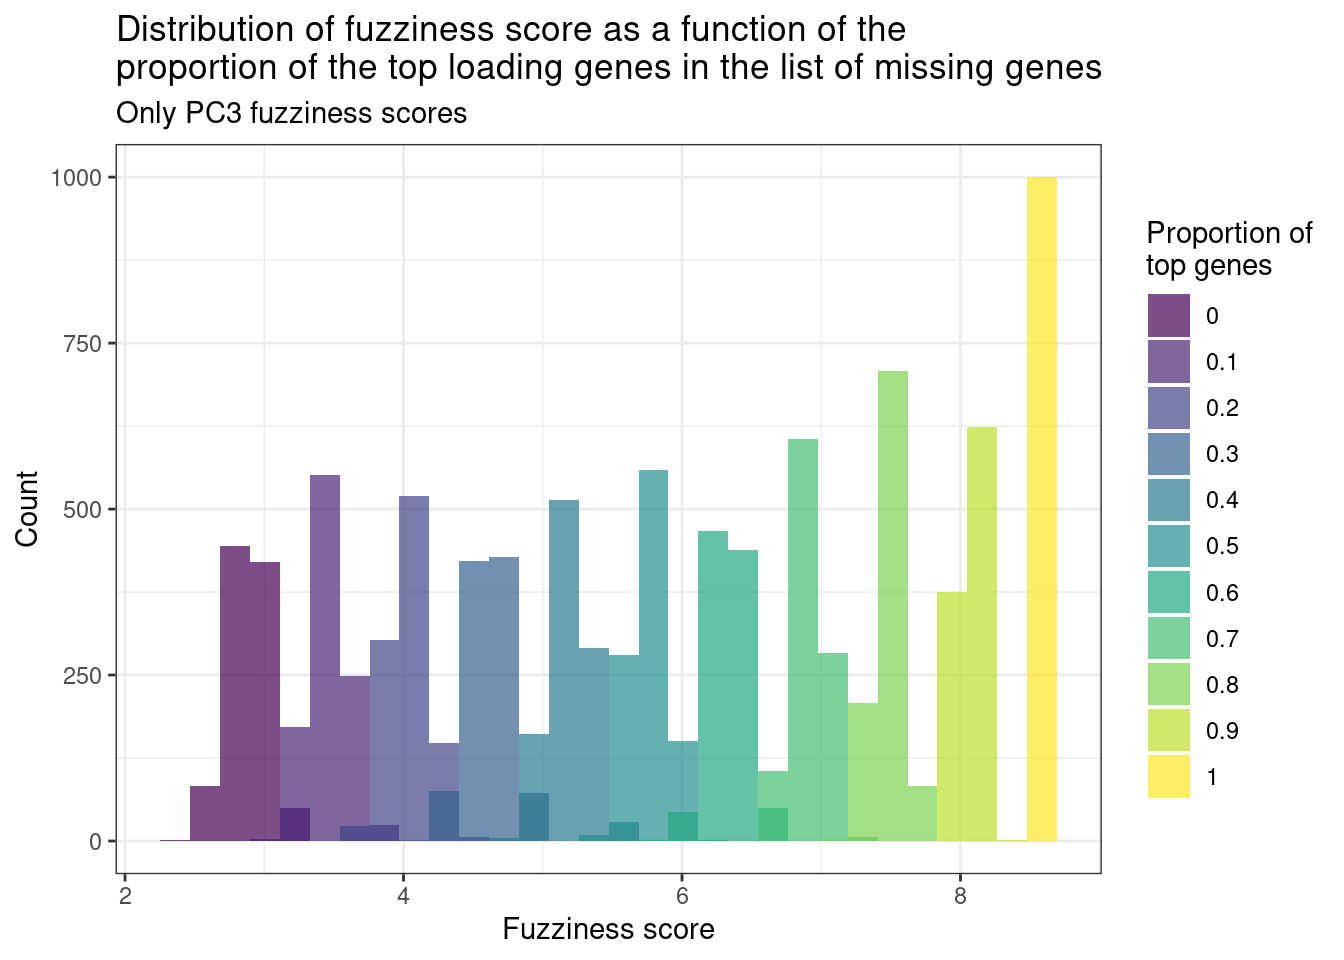 Distribution of fuzziness score as a function of the
proportion of the top loading genes in the list of missing genes
Only PC3 fuzziness scores
1000
750
500
250
0
Count
2
4
6
8
Fuzziness score
Proportion of
top genes
0
0.1
0.2
0.3
0.4
0.5
0.6
0.7
0.8
0.9
1